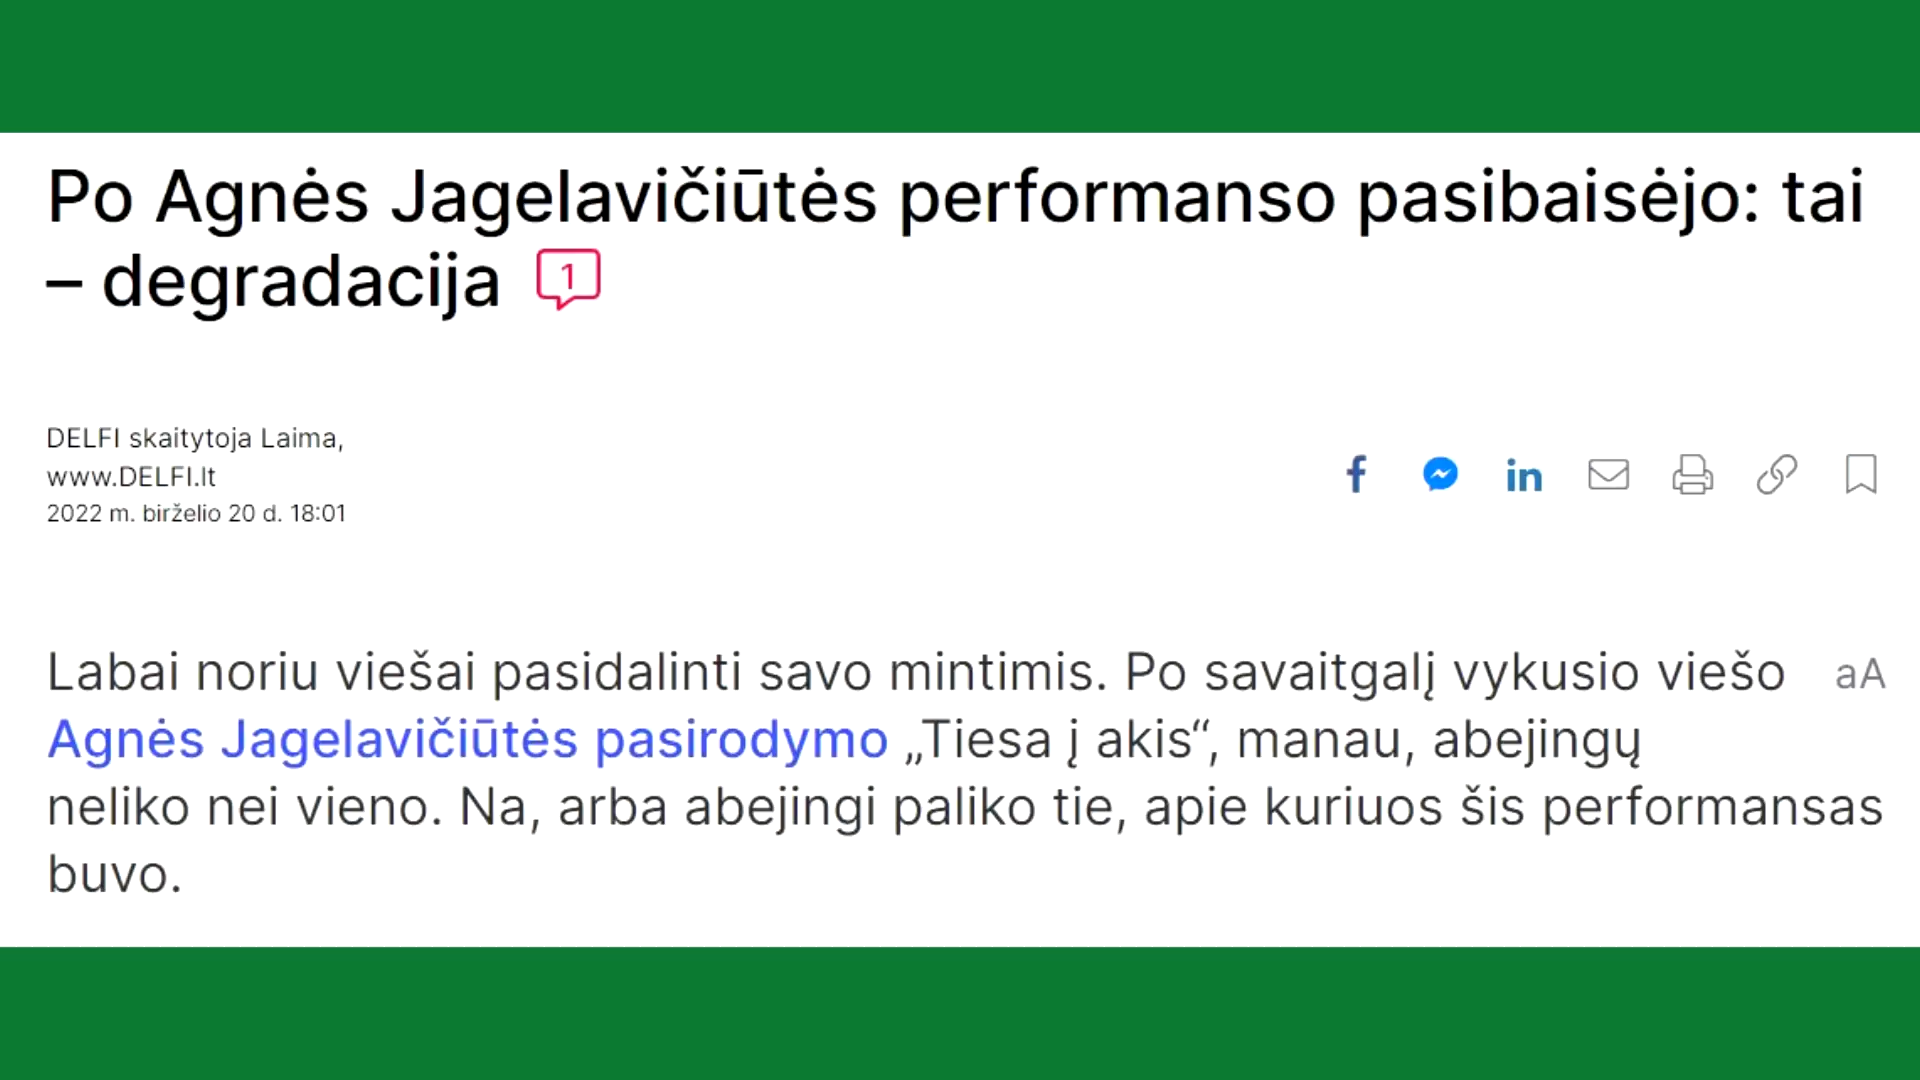 Po Agnės Jagelavičiūtės performanso pasibaisėjo: tai
– degradacija 1
DELFI skaitytoja Laima,
www.DELFI.lt
2022 m. birželio 20 d. 18:01
f in
Labai noriu viešai pasidalinti savo mintimis. Po savaitgalį vykusio viešo aA
Agnės Jagelavičiūtės pasirodymo „Tiesa į akis“, manau, abejingų
neliko nei vieno. Na, arba abejingi paliko tie, apie kuriuos šis performansas
buvo.